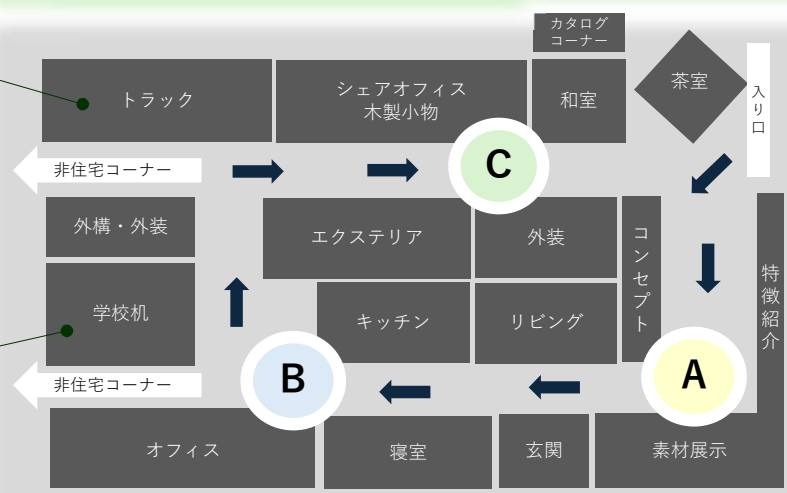 カタログ
コーナー
トラック
シェアオフィス
木製小物
和室
茶室
入り口
非住宅コーナー
C
外構・外装
エクステリア
外装
コンセプト
特徴紹介
学校机
キッチン
リビング
非住宅コーナー
B
A
オフィス
寝室
玄関
素材展示